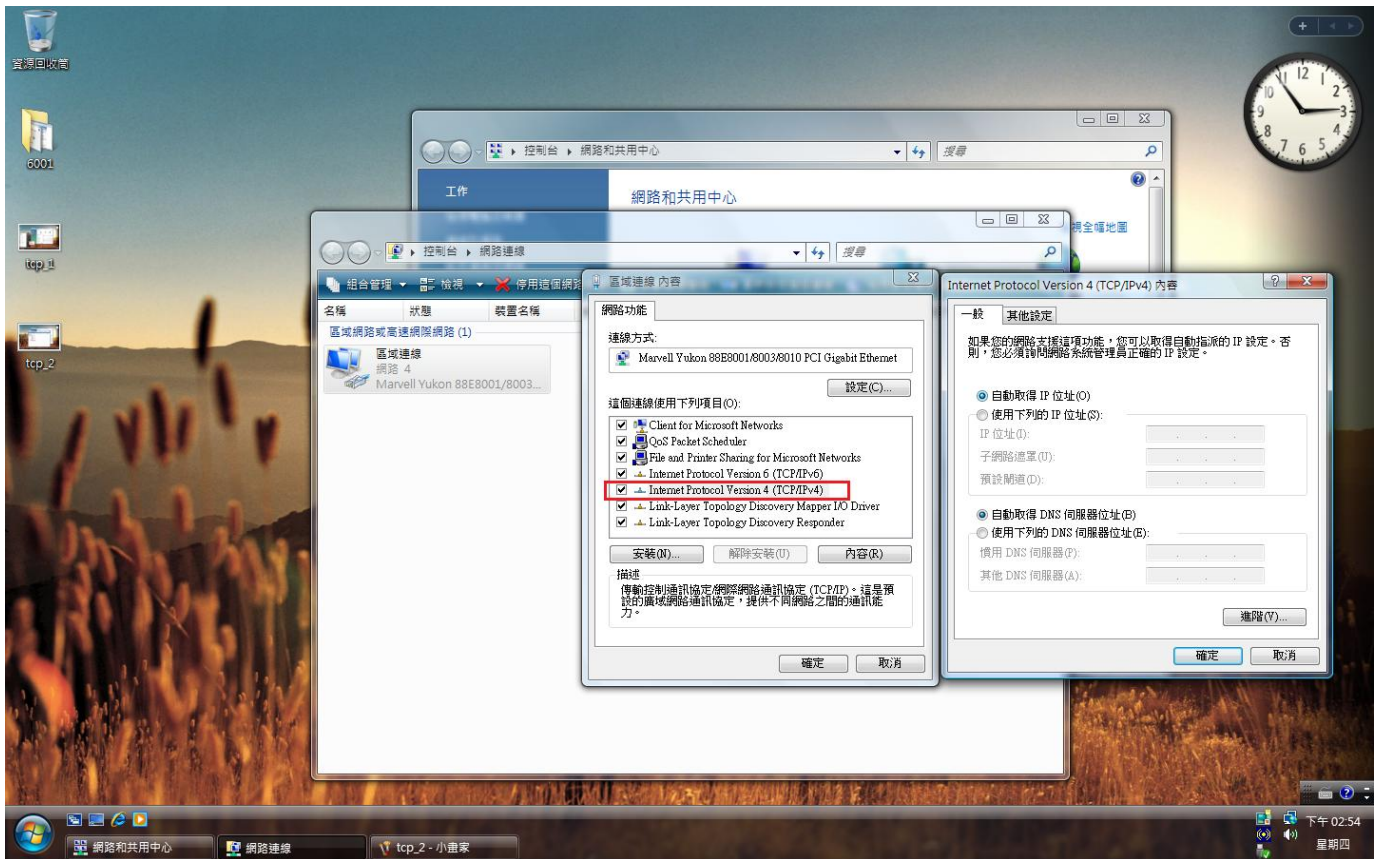 資源回收筒
6001
tcp_1
tcp_2
12
1
2
3
4
5
6
7
8
9
10
11
控制台 ▸ 網路和共用中心
搜尋
工作
網路和共用中心
視全幅地圖
控制台 ▸ 網路連線
搜尋
組合管理
檢視
停用這個網路
名稱
狀態
裝置名稱
區域網路或高速網際網路 (1)
區域連線
網路 4
Marvell Yukon 88E8001/8003...
區域連線 內容
網路功能
連線方式:
Marvell Yukon 88E8001/8003/8010 PCI Gigabit Ethernet
設定(C)...
這個連線使用下列項目(O):
Client for Microsoft Networks
QoS Packet Scheduler
File and Printer Sharing for Microsoft Networks
Internet Protocol Version 6 (TCP/IPv6)
Internet Protocol Version 4 (TCP/IPv4)
Link-Layer Topology Discovery Mapper I/O Driver
Link-Layer Topology Discovery Responder
安裝(N)...
解除安裝(U)
內容(R)
描述
傳輸控制通訊協定/網際網路通訊協定 (TCP/IP)。這是預
設的廣域網路通訊協定，提供不同網路之間的通訊能
力。
確定
取消
Internet Protocol Version 4 (TCP/IPv4) 內容
一般
其他設定
如果您的網路支援這項功能，您可以取得自動指派的 IP 設定。否
則，您必須詢問網路系統管理員正確的 IP 設定。
自動取得 IP 位址(O)
使用下列的 IP 位址(S):
IP 位址(I):
子網路遮罩(U):
預設閘道(D):
自動取得 DNS 伺服器位址(B)
使用下列的 DNS 伺服器位址(E):
慣用 DNS 伺服器(P):
其他 DNS 伺服器(A):
進階(V)...
確定
取消
網路和共用中心
網路連線
tcp_2 - 小畫家
下午 02:54
星期四